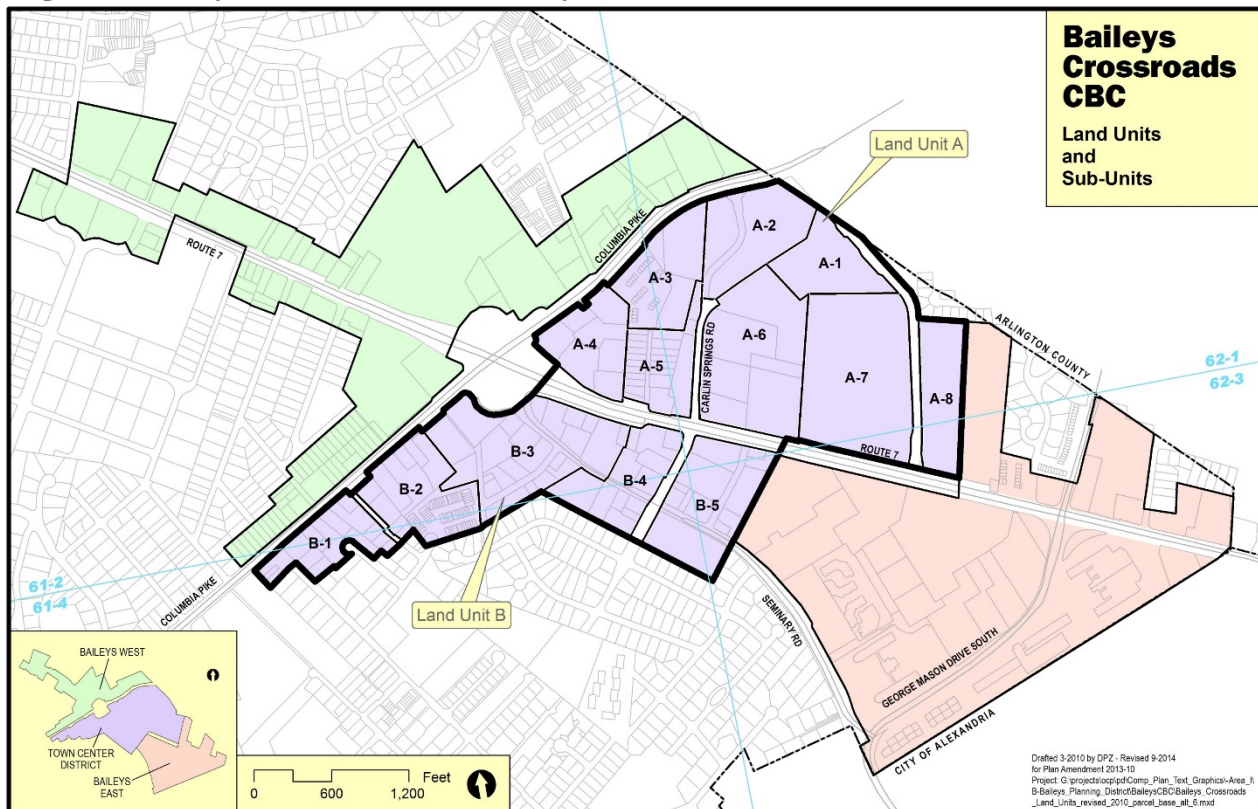 Baileys
Crossroads
CBC
Land Units
and
Sub-Units
Land Unit A
COLUMBIA PIKE
ROUTE 7
A-2
A-1
A-3
ARLINGTON COUNTY
A-6
A-4
A-5
CARLIN SPRINGS RD
A-7
A-8
62-1
62-3
ROUTE 7
B-3
B-4
B-2
B-5
B-1
61-2
61-4
COLUMBIA PIKE
Land Unit B
SEMINARY RD
GEORGE MASON DRIVE SOUTH
CITY OF ALEXANDRIA
BAILEYS WEST
TOWN CENTER
DISTRICT
BAILEYS
EAST
0 600 1,200
Feet
Drafted 3-2010 by DPZ - Revised 9-2014
for Plan Amendment 2013-10